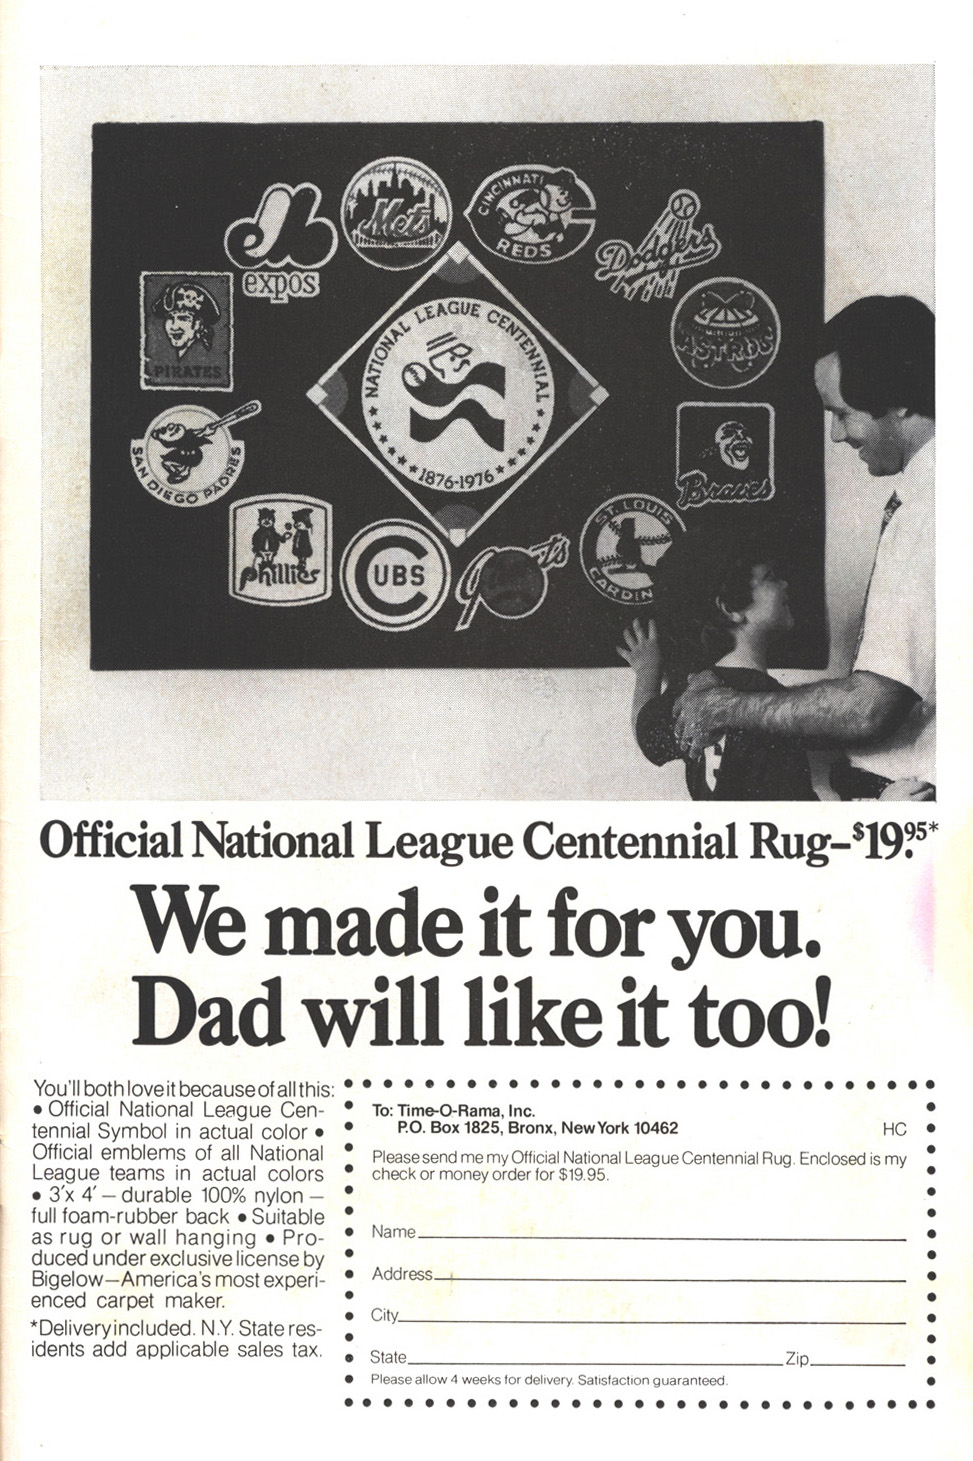 expos
Mets
CINCINNATI
REDS
Dodgers
PIRATES
NATIONAL LEAGUE CENTENNIAL
1876-1976
ASTROS
SAN DIEGO PADRES
Braves
phillies
CUBS
Giants
ST. LOUIS
CARDIN
Official National League Centennial Rug–$19.95*
We made it for you.
Dad will like it too!
You'll both love it because of all this:
• Official National League Cen-
tennial Symbol in actual color •
Official emblems of all National
League teams in actual colors
• 3'x 4' — durable 100% nylon —
full foam-rubber back • Suitable
as rug or wall hanging • Pro-
duced under exclusive license by
Bigelow—America's most experi-
enced carpet maker.
*Delivery included. N.Y. State res-
idents add applicable sales tax.
To: Time-O-Rama, Inc.
P.O. Box 1825, Bronx, New York 10462 HC
Please send me my Official National League Centennial Rug. Enclosed is my
check or money order for $19.95.
Name
Address
City
State Zip
Please allow 4 weeks for delivery. Satisfaction guaranteed.